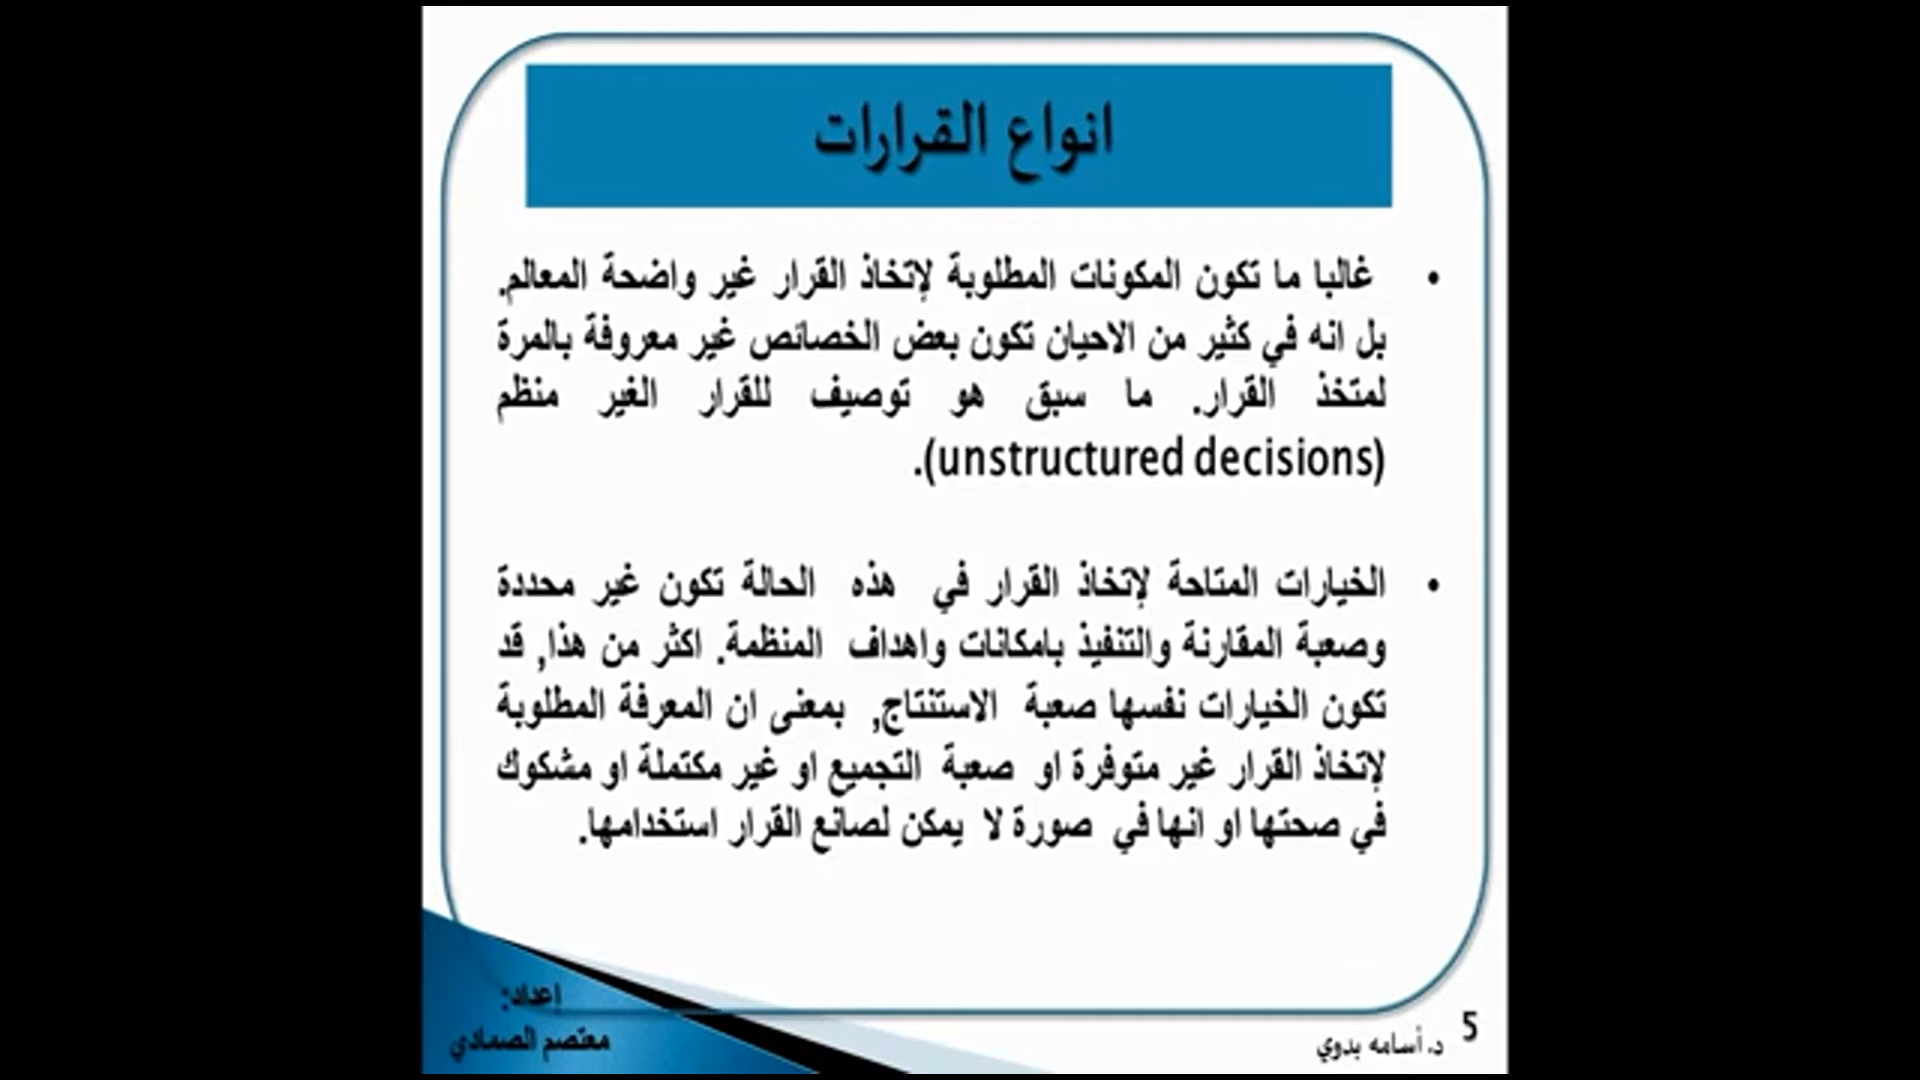 انواع القرارات
• غالبا ما تكون المكونات المطلوبة لإتخاذ القرار غير واضحة المعالم.
بل انه في كثير من الاحيان تكون بعض الخصائص غير معروفة بالمرة
لمتخذ القرار. ما سبق هو توصيف للقرار الغير منظم
(unstructured decisions).
• الخيارات المتاحة لإتخاذ القرار في هذه الحالة تكون غير محددة
وصعبة المقارنة والتنفيذ بامكانات واهداف المنظمة. اكثر من هذا, قد
تكون الخيارات نفسها صعبة الاستنتاج, بمعنى ان المعرفة المطلوبة
لإتخاذ القرار غير متوفرة او صعبة التجميع او غير مكتملة او مشكوك
في صحتها او انها في صورة لا يمكن لصانع القرار استخدامها.
5
د. أسامه بدوي
إعداد:
معتصم الصمادي